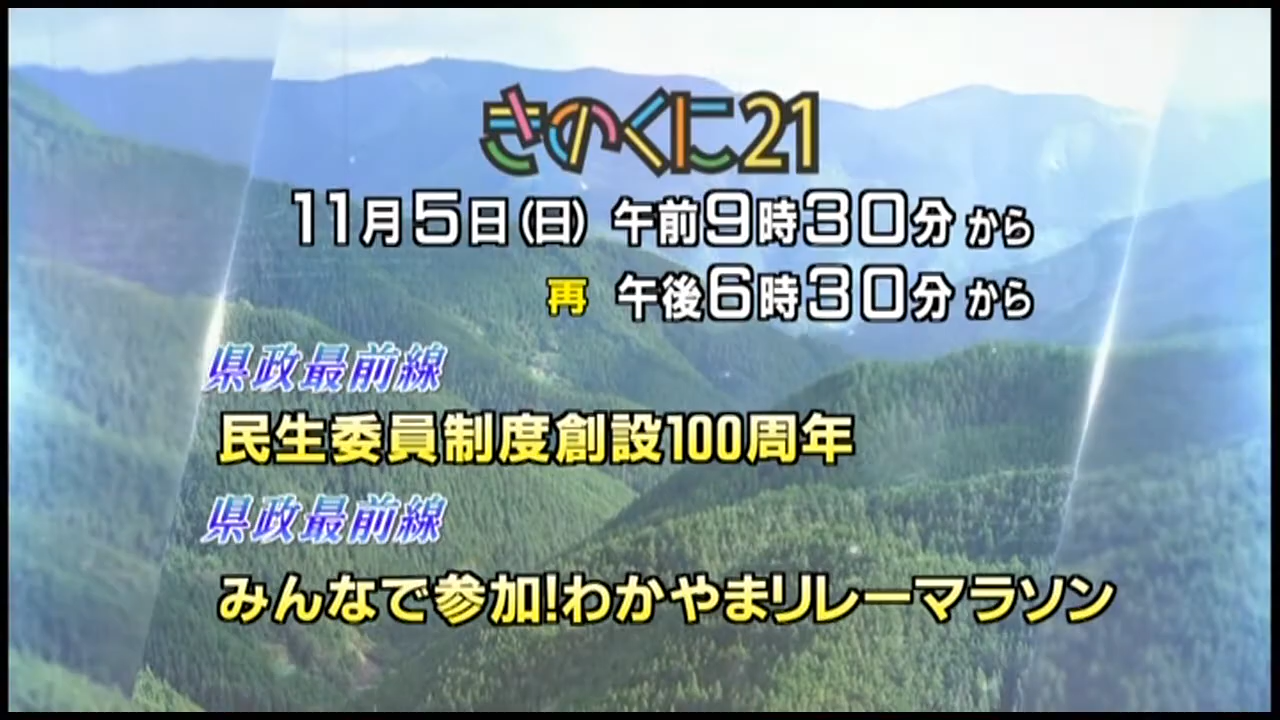 きのくに21
11月5日(日) 午前9時30分から
再 午後6時30分から
県政最前線
民生委員制度創設100周年
県政最前線
みんなで参加!わかやまリレーマラソン